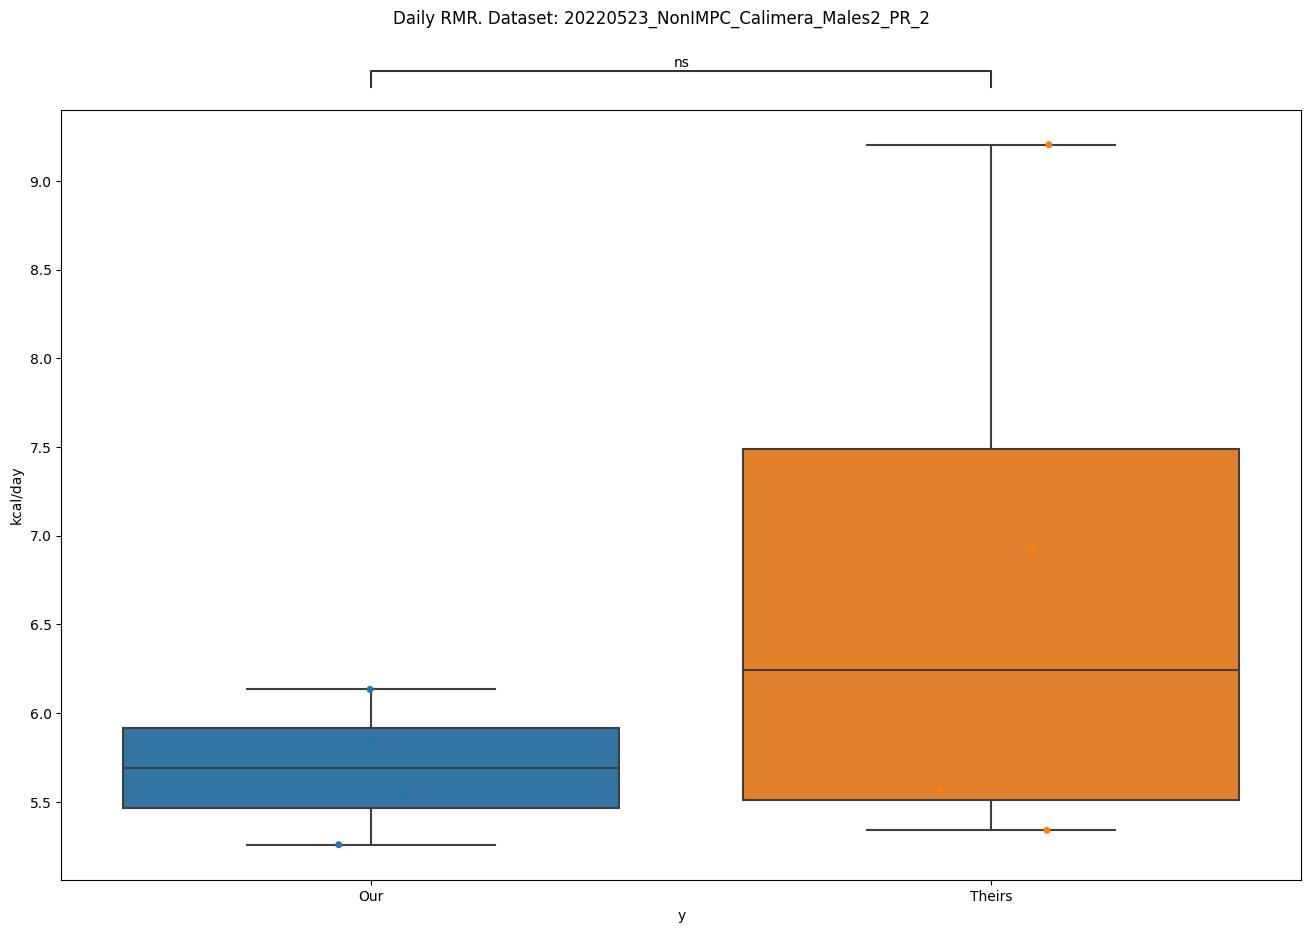 Daily RMR. Dataset: 20220523_NonIMPC_Calimera_Males2_PR_2
ns
9.0
8.5
8.0
7.5
7.0
6.5
6.0
5.5
kcal/day
Our
Theirs
y